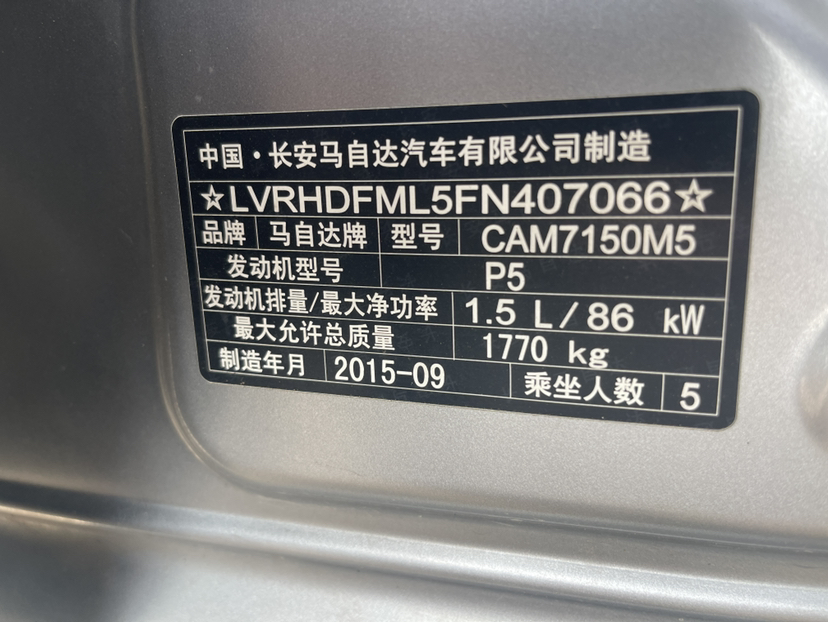 中国·长安马自达汽车有限公司制造
☆LVRHDFML5FN407066☆
品牌 马自达牌 型号 CAM7150M5
发动机型号 P5
发动机排量/最大净功率 1.5 L/86 kW
最大允许总质量 1770 kg
制造年月 2015-09 乘坐人数 5